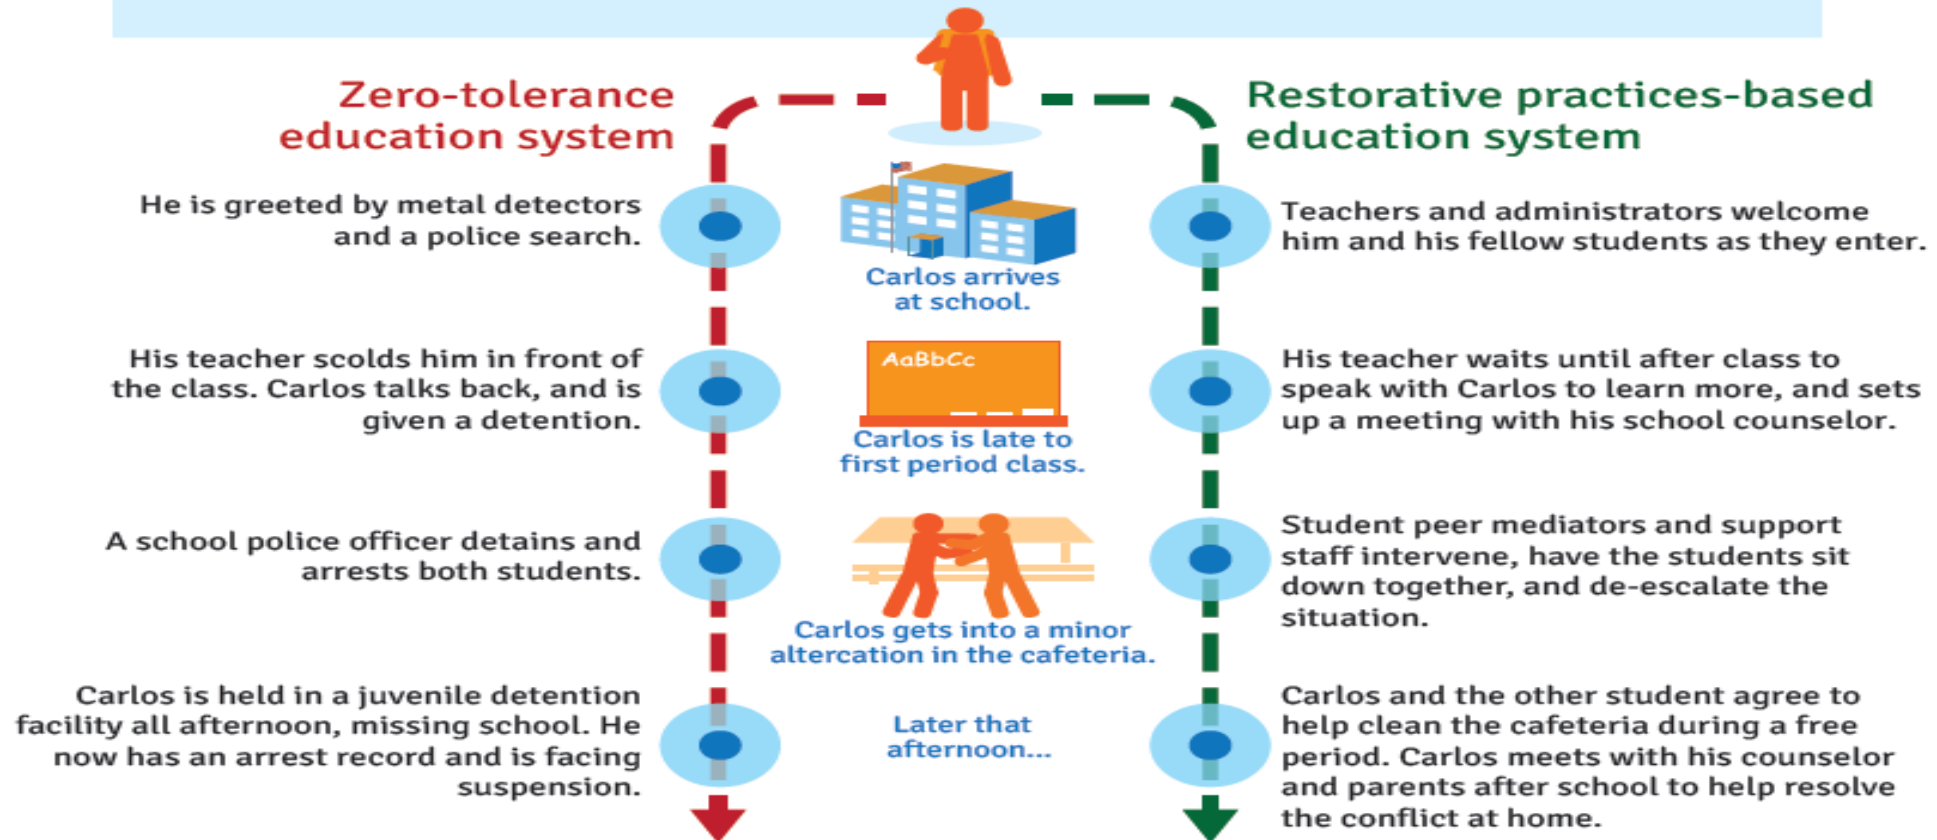 Zero-tolerance
education system
Restorative practices-based
education system
He is greeted by metal detectors
and a police search.
Carlos arrives
at school.
Teachers and administrators welcome
him and his fellow students as they enter.
His teacher scolds him in front of
the class. Carlos talks back, and is
given a detention.
AaBbCc
Carlos is late to
first period class.
His teacher waits until after class to
speak with Carlos to learn more, and sets
up a meeting with his school counselor.
A school police officer detains and
arrests both students.
Carlos gets into a minor
altercation in the cafeteria.
Student peer mediators and support
staff intervene, have the students sit
down together, and de-escalate the
situation.
Carlos is held in a juvenile detention
facility all afternoon, missing school. He
now has an arrest record and is facing
suspension.
Later that
afternoon...
Carlos and the other student agree to
help clean the cafeteria during a free
period. Carlos meets with his counselor
and parents after school to help resolve
the conflict at home.